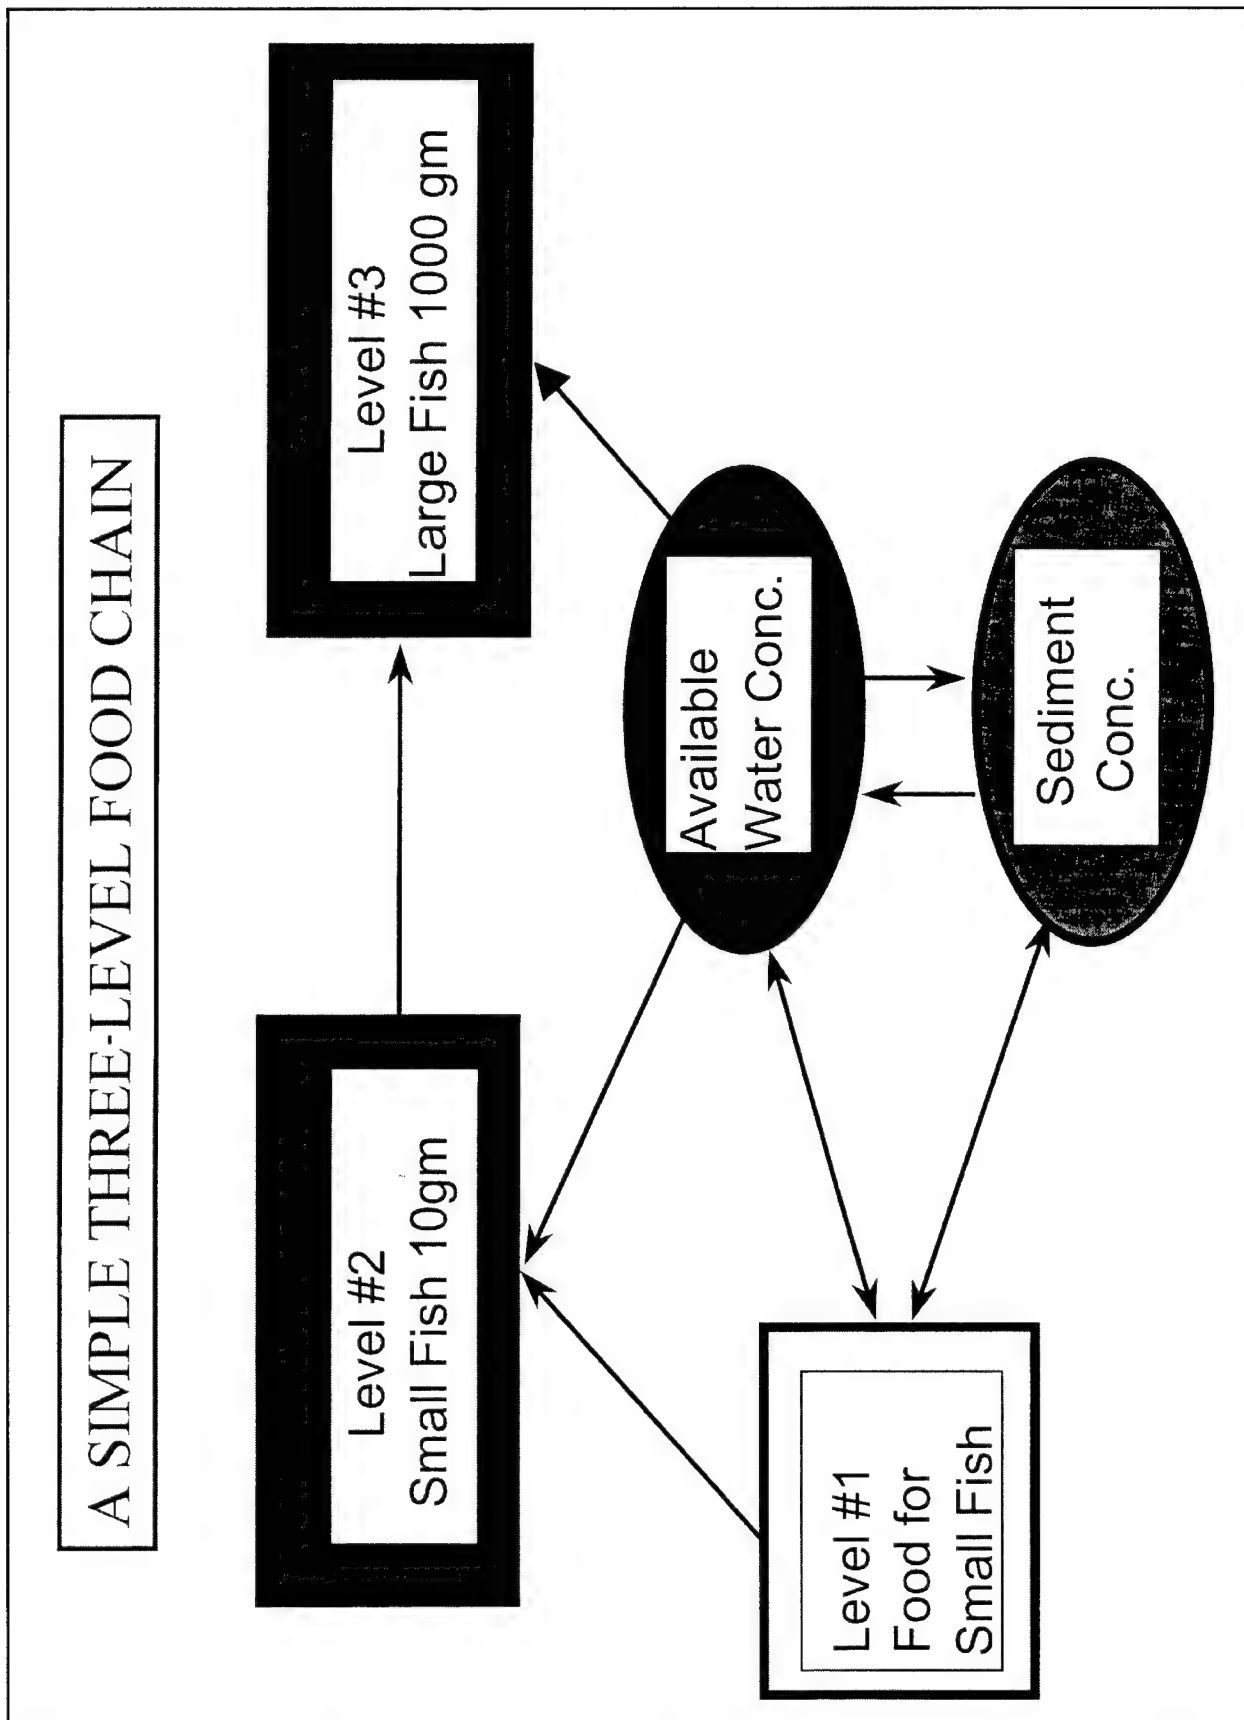 A SIMPLE THREE-LEVEL FOOD CHAIN
Level #2
Small Fish 10gm
Level #3
Large Fish 1000 gm
Available
Water Conc.
Level #1
Food for
Small Fish
Sediment
Conc.